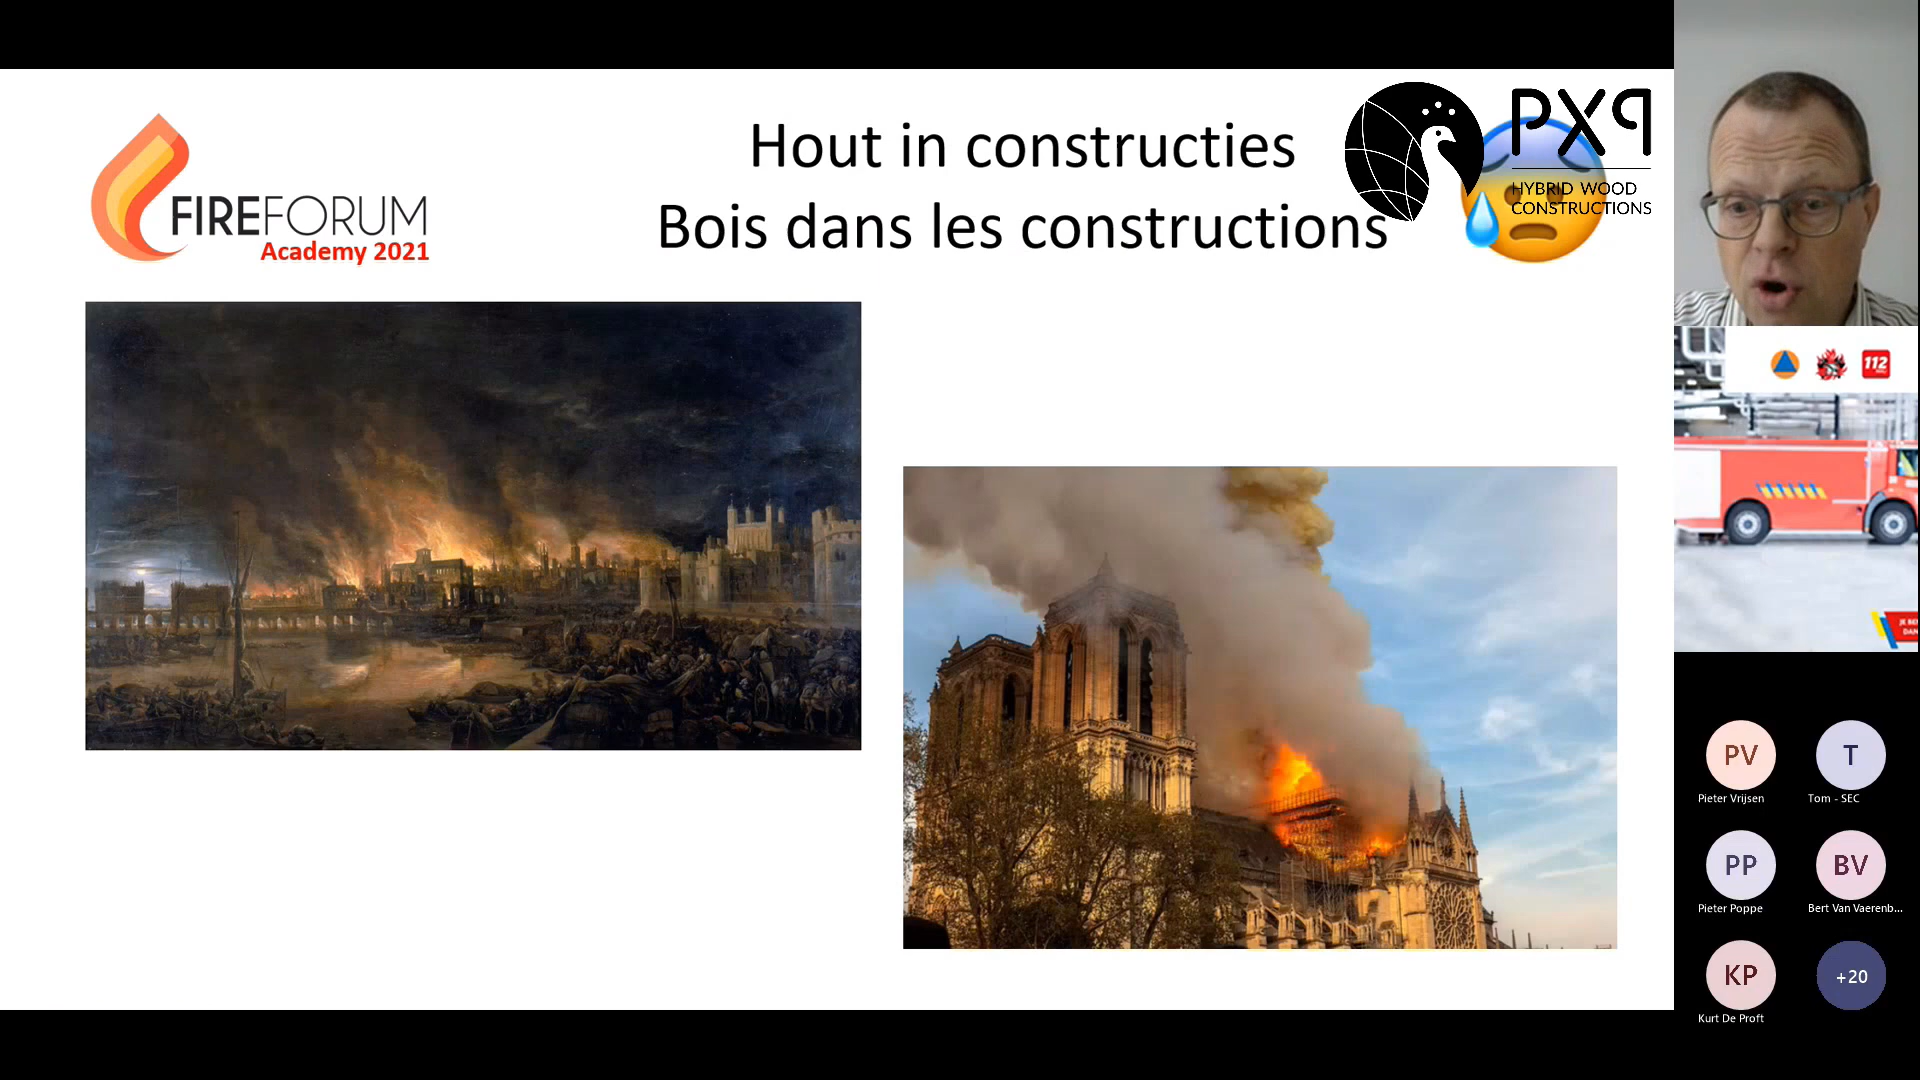 FIREFORUM
Academy 2021
Hout in constructies
Bois dans les constructions
PXP
HYBRID WOOD
CONSTRUCTIONS
112
PV
Pieter Vrijsen
T
Tom - SEC
PP
Pieter Poppe
BV
Bert Van Vaerenb...
KP
Kurt De Proft
+20